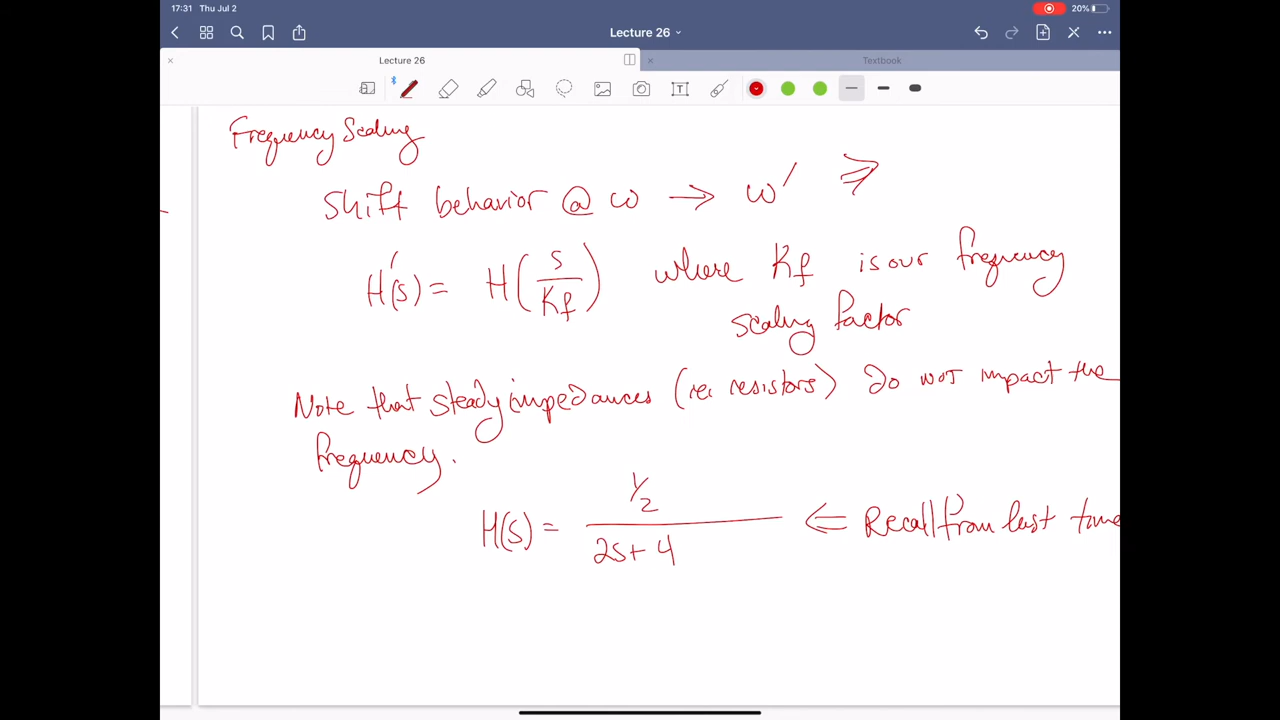 17:31 Thu Jul 2
20%
Lecture 26
Lecture 26
Textbook
Frequency Scaling
Shift behavior @ ω → ω′ ⇒
H′(s) = H(s/Kf) where Kf is our frequency
scaling factor
Note that steady impedances (ie: resistors) do not impact the
frequency.
H(s) = 1/2 / 2s+4 ⇐ Recall from last time